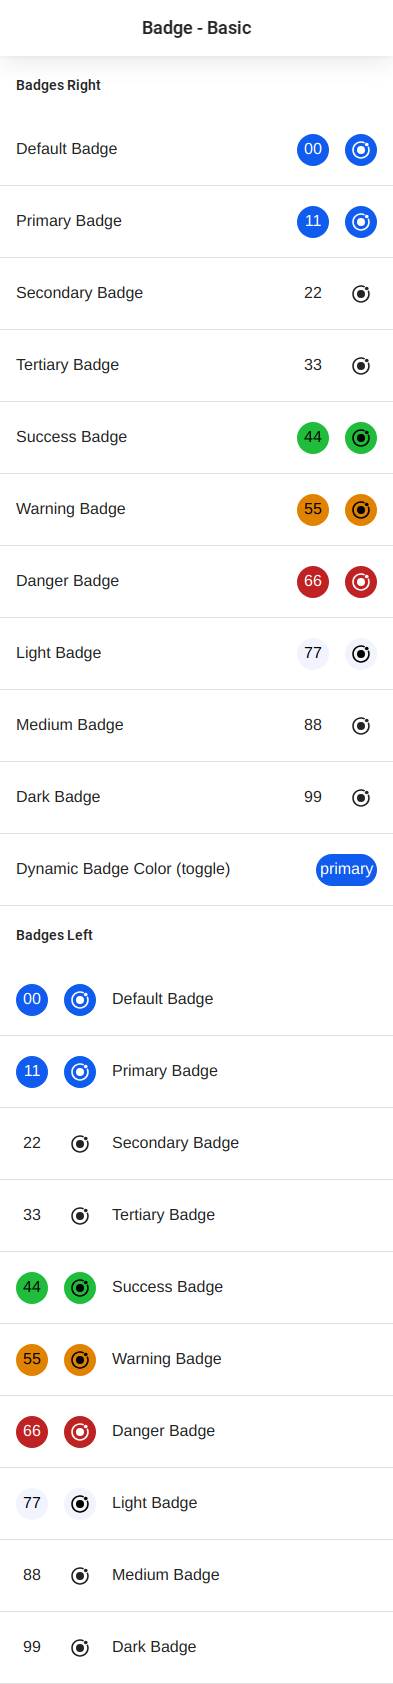 Badge - Basic
Badges Right
Default Badge 00
Primary Badge 11
Secondary Badge 22
Tertiary Badge 33
Success Badge 44
Warning Badge 55
Danger Badge 66
Light Badge 77
Medium Badge 88
Dark Badge 99
Dynamic Badge Color (toggle) primary
Badges Left
00 Default Badge
11 Primary Badge
22 Secondary Badge
33 Tertiary Badge
44 Success Badge
55 Warning Badge
66 Danger Badge
77 Light Badge
88 Medium Badge
99 Dark Badge